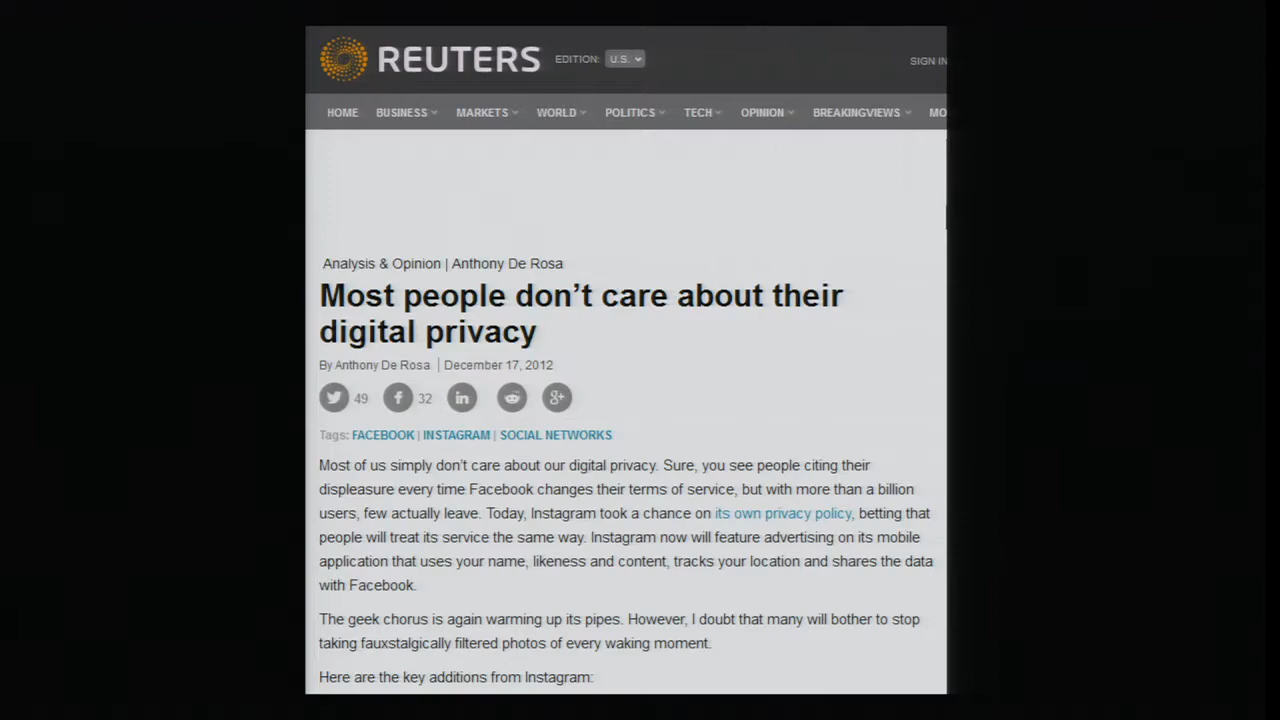 REUTERS EDITION: U.S. SIGN IN
HOME BUSINESS MARKETS WORLD POLITICS TECH OPINION BREAKINGVIEWS MO
Analysis & Opinion | Anthony De Rosa
Most people don’t care about their
digital privacy
By Anthony De Rosa | December 17, 2012
49 32 in g+
Tags: FACEBOOK | INSTAGRAM | SOCIAL NETWORKS
Most of us simply don’t care about our digital privacy. Sure, you see people citing their
displeasure every time Facebook changes their terms of service, but with more than a billion
users, few actually leave. Today, Instagram took a chance on its own privacy policy, betting that
people will treat its service the same way. Instagram now will feature advertising on its mobile
application that uses your name, likeness and content, tracks your location and shares the data
with Facebook.
The geek chorus is again warming up its pipes. However, I doubt that many will bother to stop
taking fauxstalgically filtered photos of every waking moment.
Here are the key additions from Instagram: